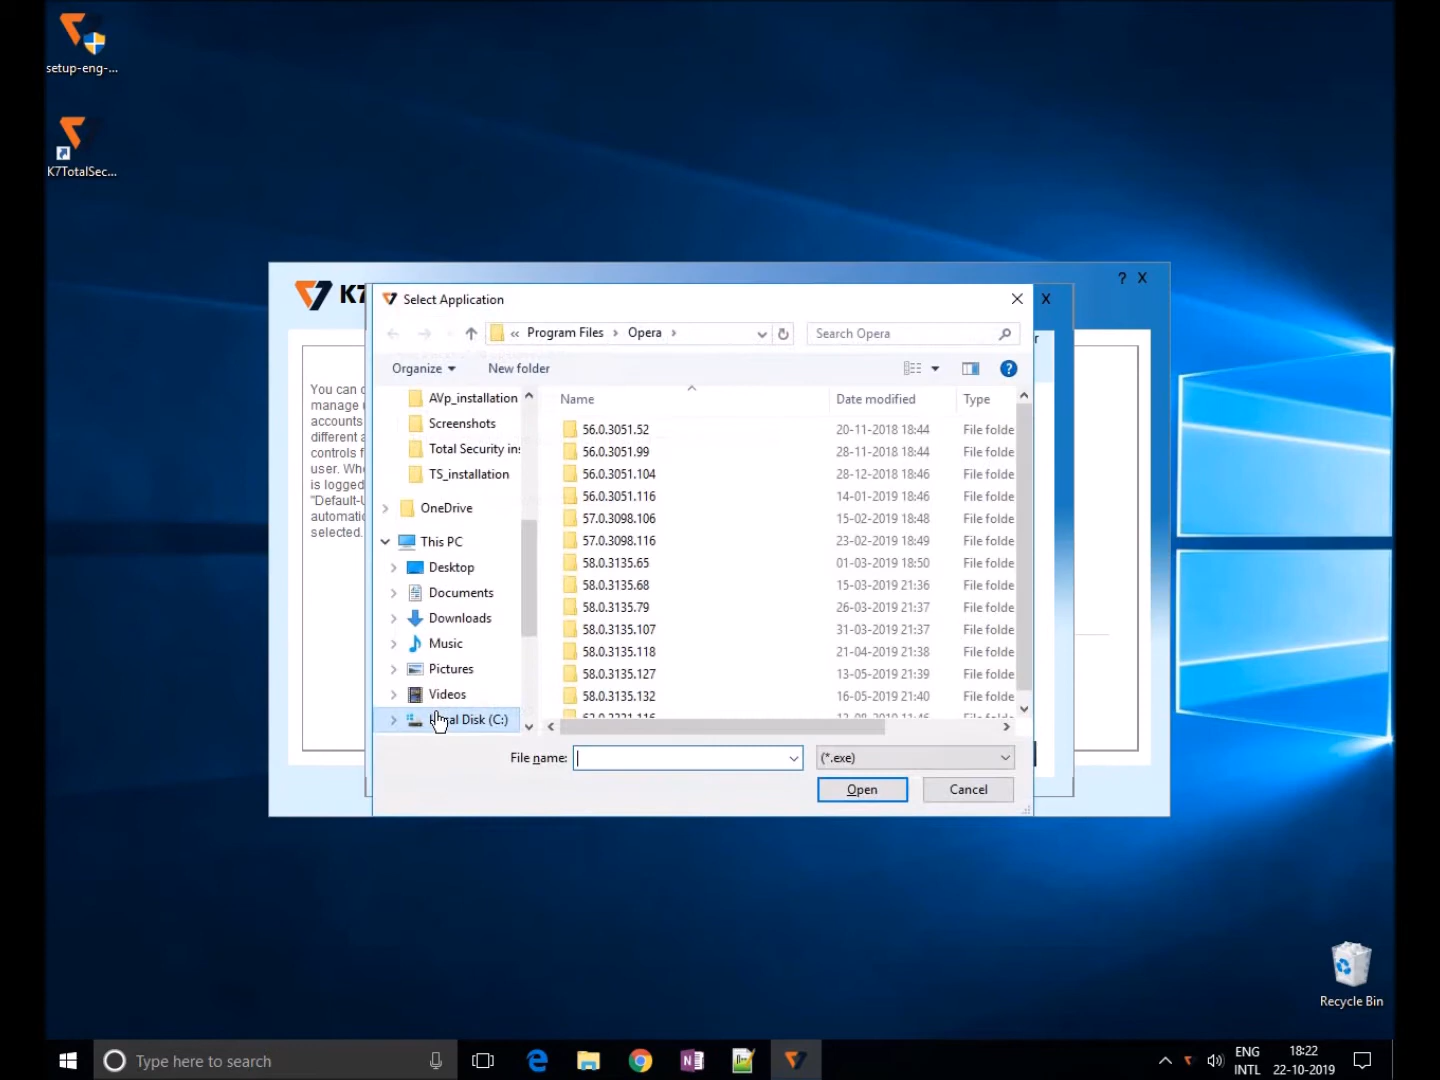 setup-eng-...
K7TotalSec...
K7
? X
Select Application
X
« Program Files › Opera ›
Search Opera
Organize
New folder
Name
Date modified
Type
AVp_installation
Screenshots
Total Security ins
TS_installation
OneDrive
This PC
Desktop
Documents
Downloads
Music
Pictures
Videos
Disk (C:)
56.0.3051.52 20-11-2018 18:44 File folde
56.0.3051.99 28-11-2018 18:44 File folde
56.0.3051.104 28-12-2018 18:46 File folde
56.0.3051.116 14-01-2019 18:46 File folde
57.0.3098.106 15-02-2019 18:48 File folde
57.0.3098.116 23-02-2019 18:49 File folde
58.0.3135.65 01-03-2019 18:50 File folde
58.0.3135.68 15-03-2019 21:36 File folde
58.0.3135.79 26-03-2019 21:37 File folde
58.0.3135.107 31-03-2019 21:37 File folde
58.0.3135.118 21-04-2019 21:38 File folde
58.0.3135.127 13-05-2019 21:39 File folde
58.0.3135.132 16-05-2019 21:40 File folde
File name:
(*.exe)
Open
Cancel
You can c
manage u
accounts
different a
controls f
user. Whe
is logged
"Default-U
automatic
selected.
Recycle Bin
Type here to search
ENG
INTL
18:22
22-10-2019